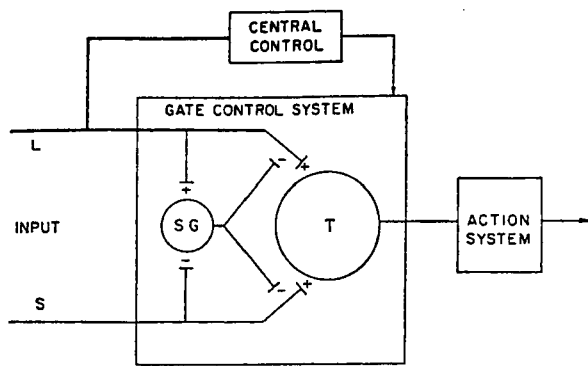 CENTRAL
CONTROL
GATE CONTROL SYSTEM
L
+
-
+
INPUT
SG
T
ACTION
SYSTEM
-
-
+
S